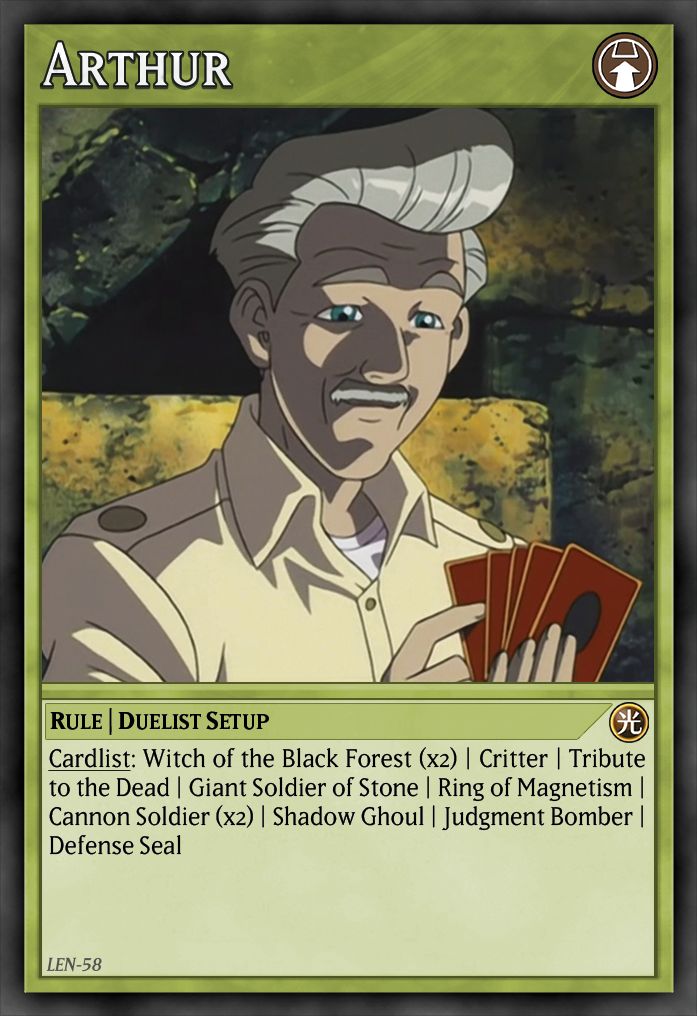 Arthur
Rule | Duelist Setup
光
Cardlist: Witch of the Black Forest (x2) | Critter | Tribute
to the Dead | Giant Soldier of Stone | Ring of Magnetism |
Cannon Soldier (x2) | Shadow Ghoul | Judgment Bomber |
Defense Seal
LEN-58